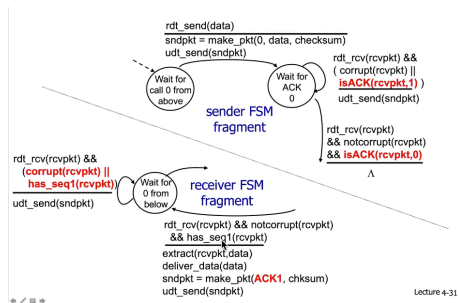 rdt_send(data)
sndpkt = make_pkt(0, data, checksum)
udt_send(sndpkt)
Wait for
call 0 from
above
Wait for
ACK
0
rdt_rcv(rcvpkt) &&
( corrupt(rcvpkt) ||
isACK(rcvpkt,1) )
udt_send(sndpkt)
sender FSM
fragment
rdt_rcv(rcvpkt)
&& notcorrupt(rcvpkt)
&& isACK(rcvpkt,0)
Λ
rdt_rcv(rcvpkt) &&
(corrupt(rcvpkt) ||
has_seq1(rcvpkt))
udt_send(sndpkt)
Wait for
0 from
below
receiver FSM
fragment
rdt_rcv(rcvpkt) && notcorrupt(rcvpkt)
&& has_seq1(rcvpkt)
extract(rcvpkt,data)
deliver_data(data)
sndpkt = make_pkt(ACK1, chksum)
udt_send(sndpkt)
Lecture 4-31